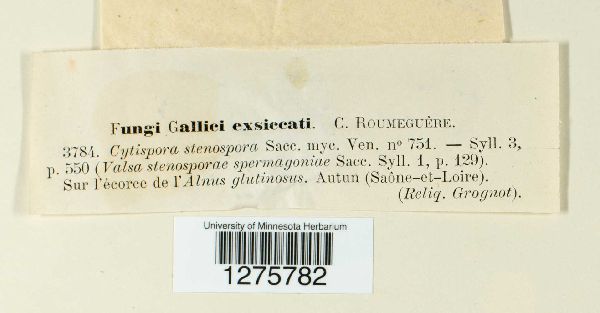 Fungi Gallici exsiccati. C. ROUMEGUÈRE.
3784. Cytispora stenospora Sacc. myc. Ven. nº 751. — Syll. 3,
p. 550 (Valsa stenosporae spermagoniae Sacc. Syll. 1, p. 129).
Sur l'écorce de l'Alnus glutinosus. Autun (Saône-et-Loire).
(Reliq. Grognot).
University of Minnesota Herbarium
1275782